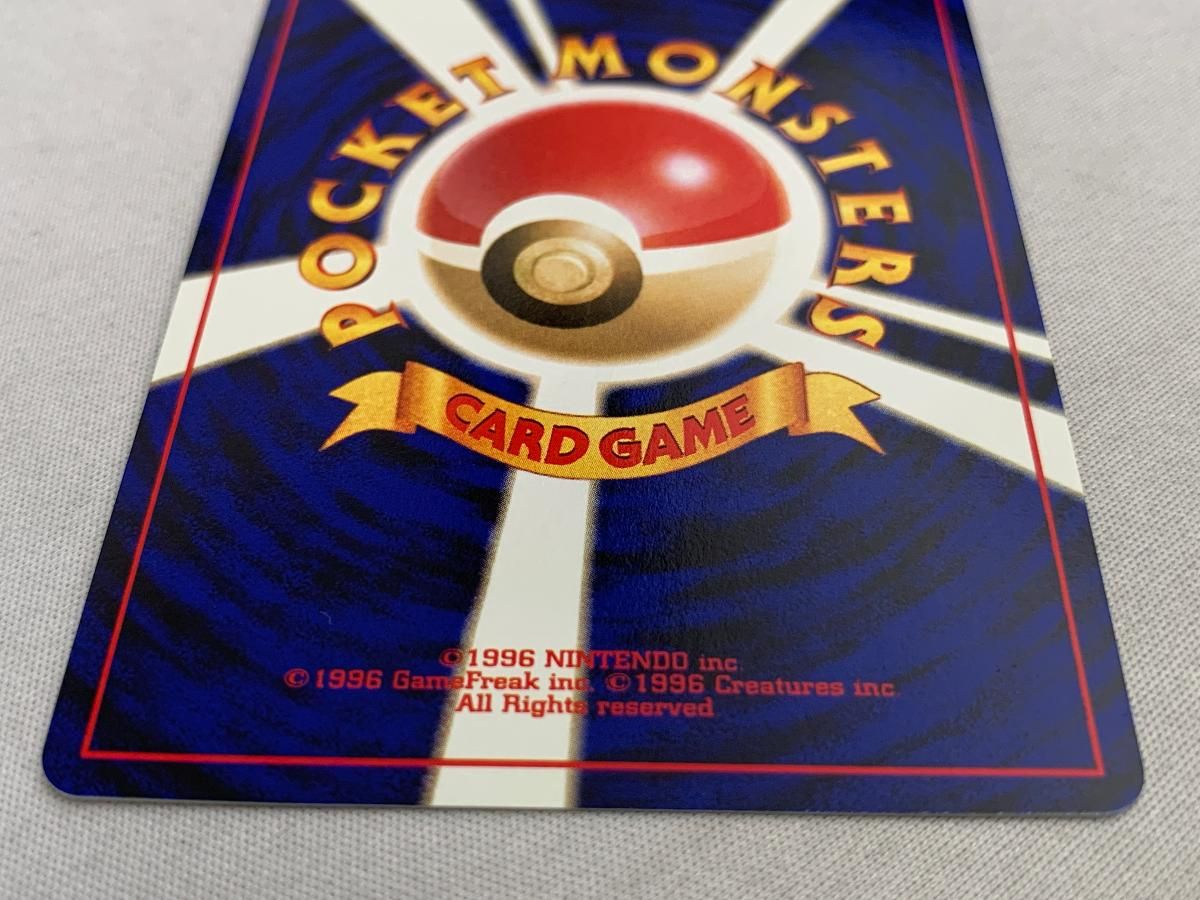 POCKET MONSTERS
CARD GAME
©1996 NINTENDO inc.
©1996 GameFreak inc. ©1996 Creatures inc.
All Rights reserved